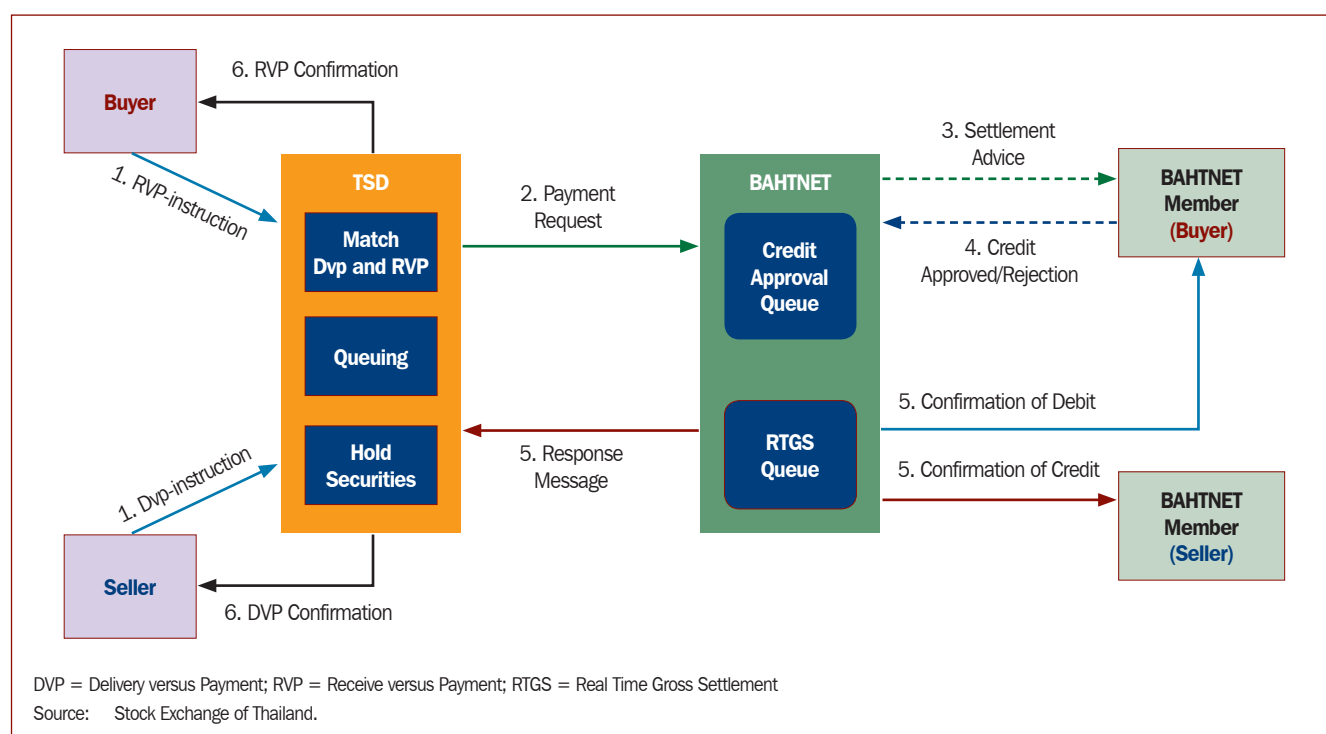 6. RVP Confirmation
Buyer
1. RVP-instruction
TSD
Match
Dvp and RVP
Queuing
Hold
Securities
1. Dvp-instruction
Seller
6. DVP Confirmation
2. Payment
Request
5. Response
Message
BAHTNET
Credit
Approval
Queue
RTGS
Queue
3. Settlement
Advice
4. Credit
Approved/Rejection
BAHTNET
Member
(Buyer)
5. Confirmation of Debit
5. Confirmation of Credit
BAHTNET
Member
(Seller)
DVP = Delivery versus Payment; RVP = Receive versus Payment; RTGS = Real Time Gross Settlement
Source: Stock Exchange of Thailand.